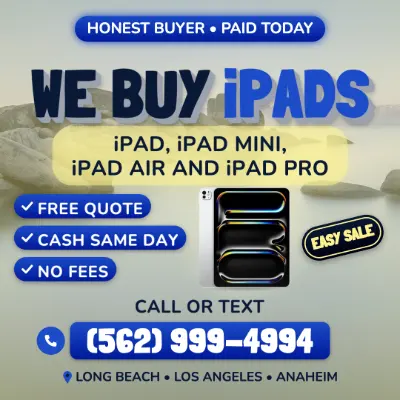 HONEST BUYER • PAID TODAY
WE BUY iPADS
iPAD, iPAD MINI,
iPAD AIR AND iPAD PRO
FREE QUOTE
CASH SAME DAY
NO FEES
EASY SALE
CALL OR TEXT
(562) 999-4994
LONG BEACH • LOS ANGELES • ANAHEIM